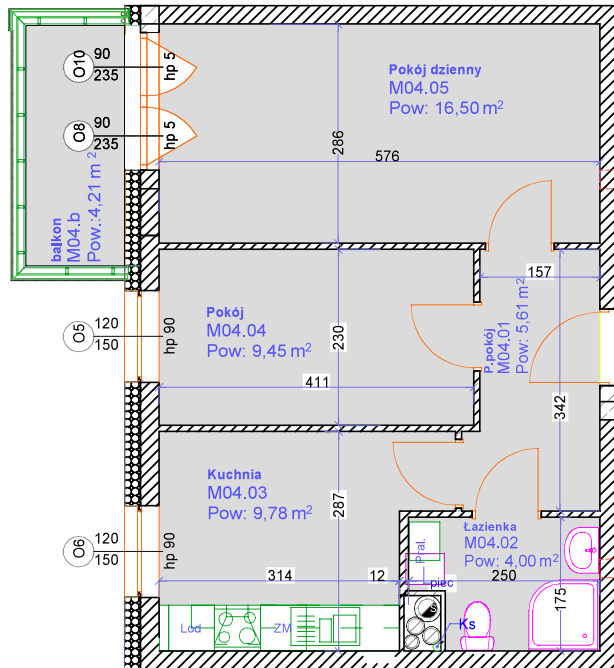 O10
90
235
hp 5
O8
90
235
hp 5
Pokój dzienny
M04.05
Pow: 16,50 m²
286
576
balkon
M04.b
Pow.:4,21 m²
157
O5
120
150
hp 90
Pokój
M04.04
Pow: 9,45 m²
230
411
P.pokój
M04.01
Pow: 5,61 m²
342
Kuchnia
M04.03
Pow: 9,78 m²
287
O6
120
150
hp 90
314
12
Łazienka
M04.02
Pow: 4,00 m²
250
175
Pral.
piec
Ks
Lod
ZM